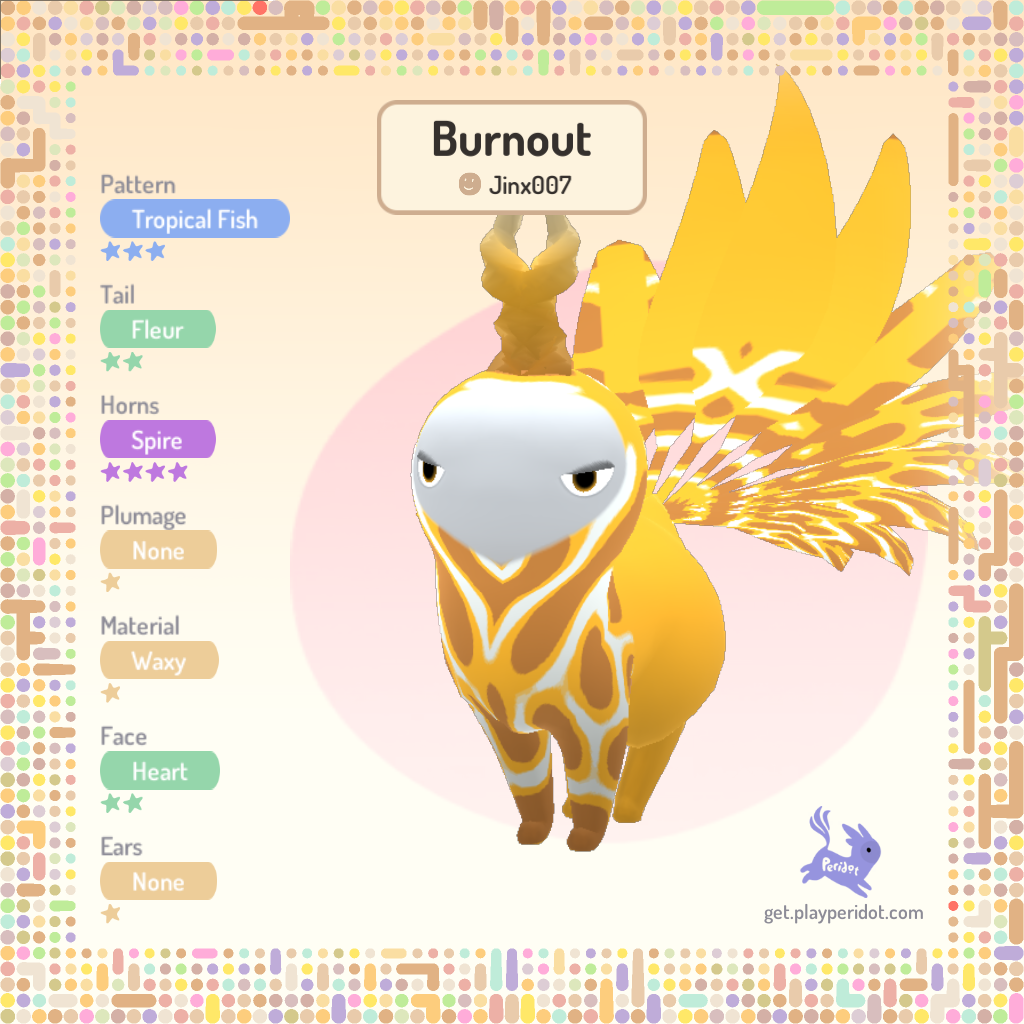 Burnout
Jinx007
Pattern
Tropical Fish
Tail
Fleur
Horns
Spire
Plumage
None
Material
Waxy
Face
Heart
Ears
None
Peridot
get.playperidot.com